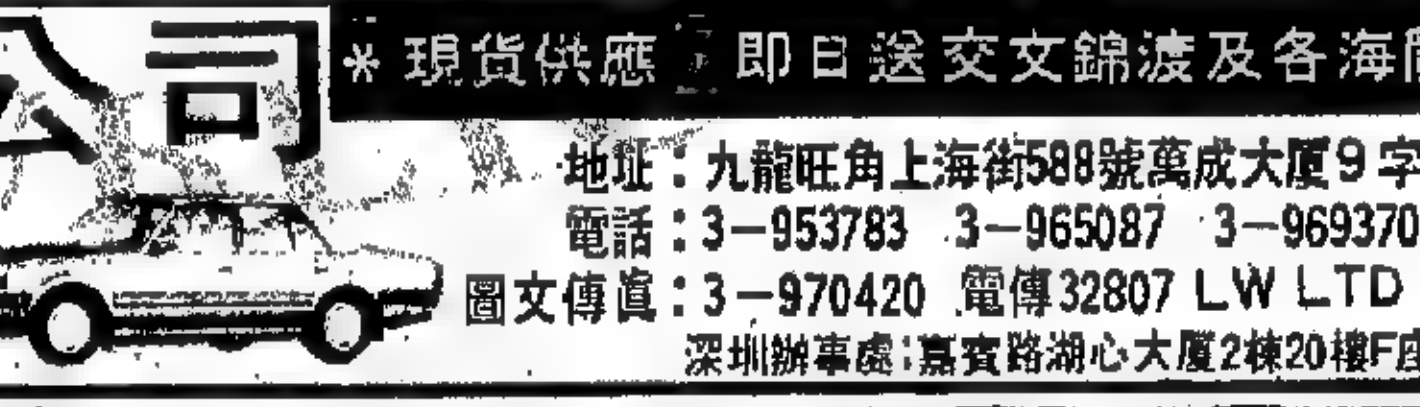 公司
* 現貨供應 即日送交文錦渡及各海關
地址：九龍旺角上海街588號萬成大厦9字
電話：3—953783 3—965087 3—969370
圖文傳眞：3—970420 電傳32807 LW LTD
深圳辦事處：嘉賓路湖心大厦2棟20樓F座